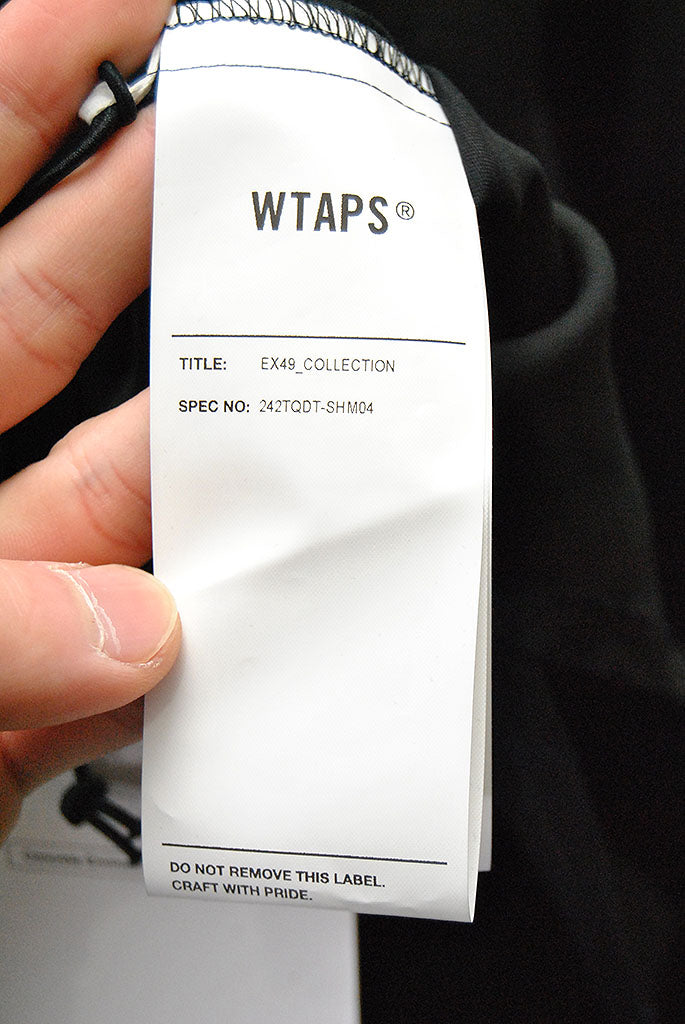 WTAPS®
TITLE: EX49_COLLECTION
SPEC NO: 242TQDT-SHM04
DO NOT REMOVE THIS LABEL.
CRAFT WITH PRIDE.